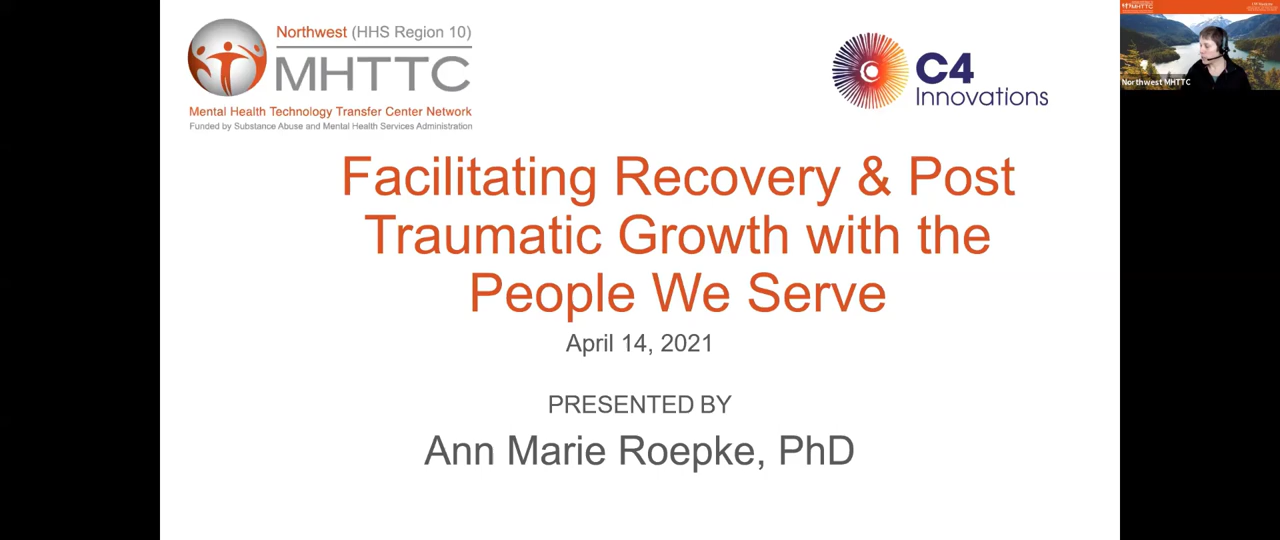 Northwest (HHS Region 10)
MHTTC
Mental Health Technology Transfer Center Network
Funded by Substance Abuse and Mental Health Services Administration
C4
Innovations
Facilitating Recovery & Post
Traumatic Growth with the
People We Serve
April 14, 2021
PRESENTED BY
Ann Marie Roepke, PhD
MHTTC
Northwest MHTTC